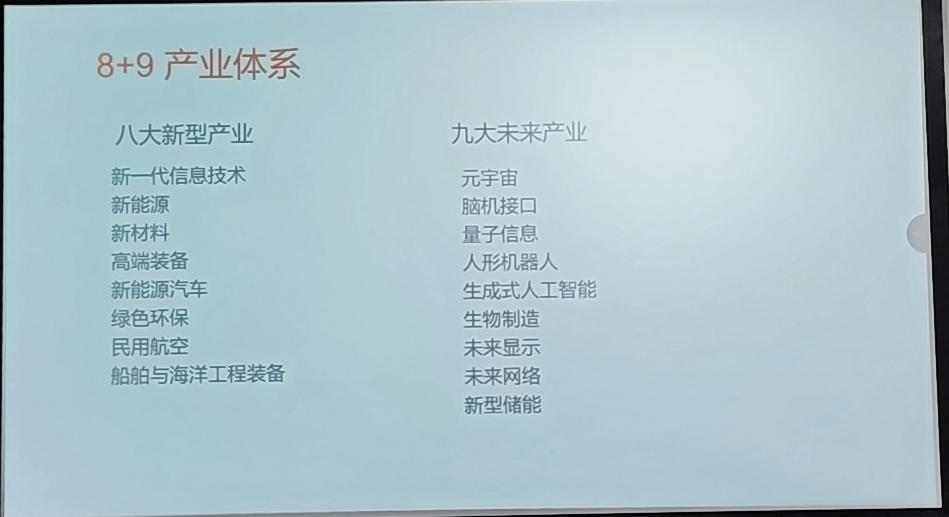 8+9 产业体系
八大新型产业
新一代信息技术
新能源
新材料
高端装备
新能源汽车
绿色环保
民用航空
船舶与海洋工程装备
九大未来产业
元宇宙
脑机接口
量子信息
人形机器人
生成式人工智能
生物制造
未来显示
未来网络
新型储能